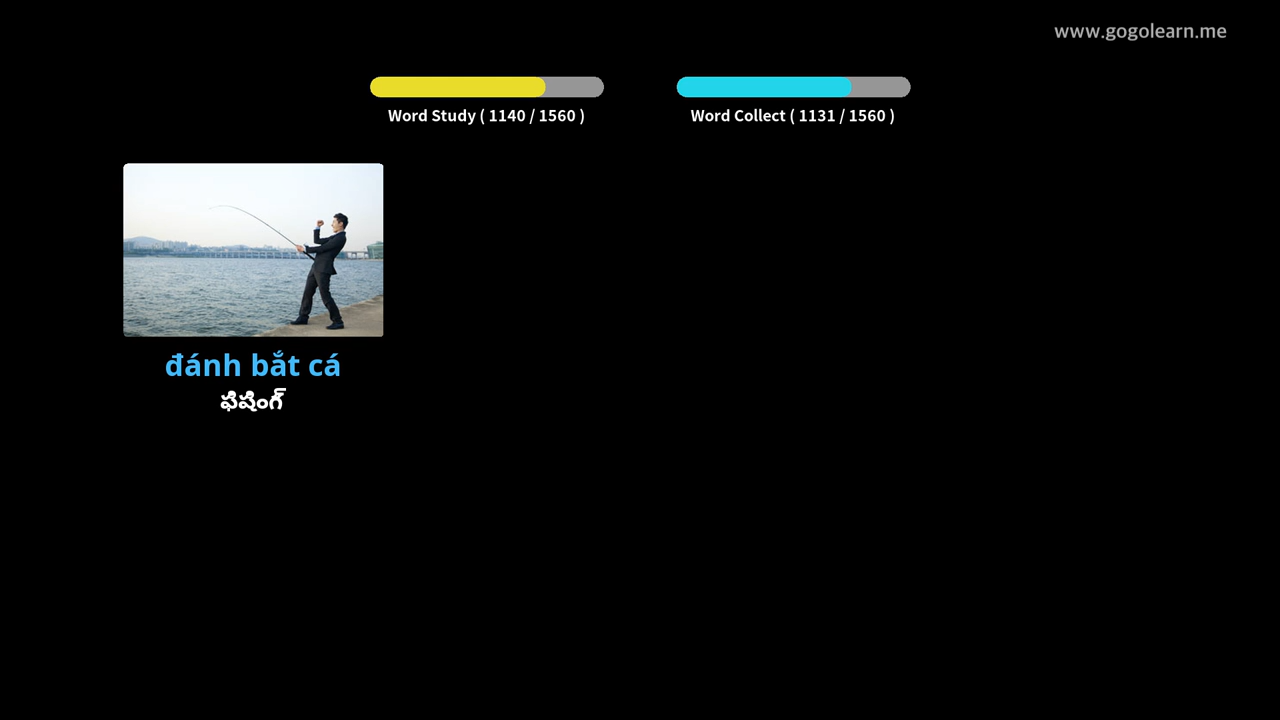 www.gogolearn.me
Word Study ( 1140 / 1560 )
Word Collect ( 1131 / 1560 )
đánh bắt cá
ఫిషింగ్